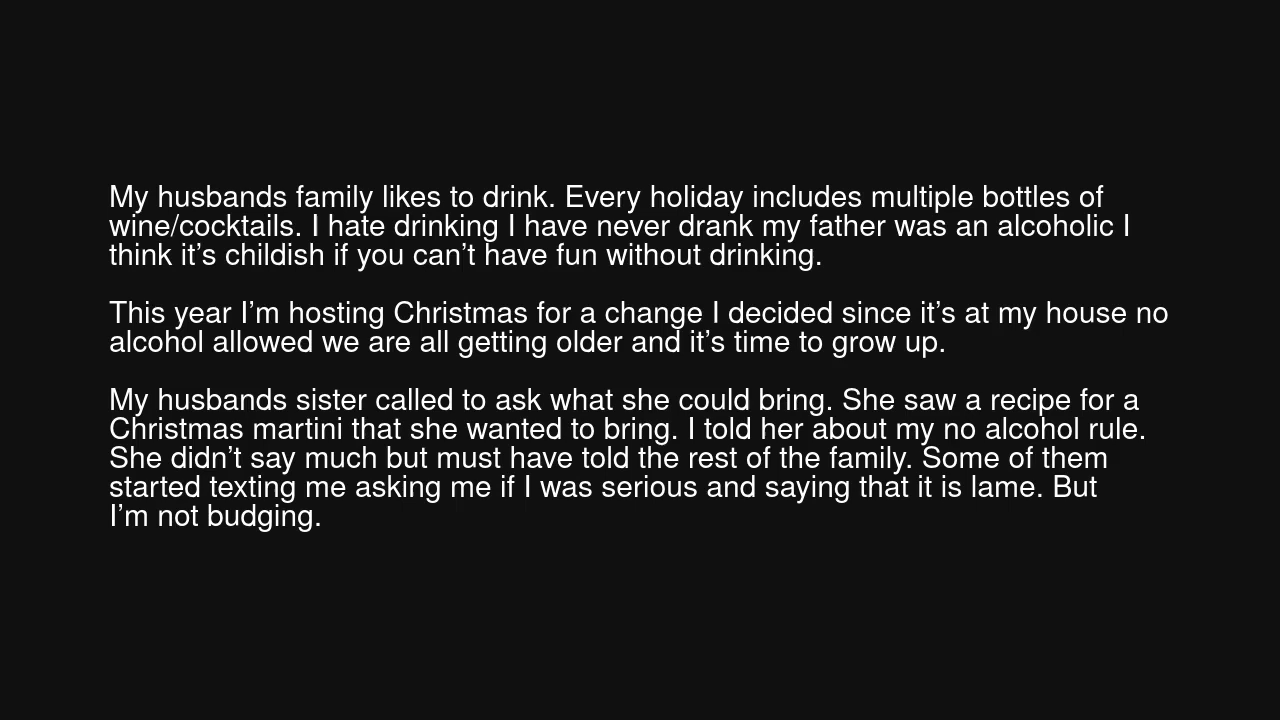 My husbands family likes to drink. Every holiday includes multiple bottles of
wine/cocktails. I hate drinking I have never drank my father was an alcoholic I
think it’s childish if you can’t have fun without drinking.
This year I’m hosting Christmas for a change I decided since it’s at my house no
alcohol allowed we are all getting older and it’s time to grow up.
My husbands sister called to ask what she could bring. She saw a recipe for a
Christmas martini that she wanted to bring. I told her about my no alcohol rule.
She didn’t say much but must have told the rest of the family. Some of them
started texting me asking me if I was serious and saying that it is lame. But
I’m not budging.